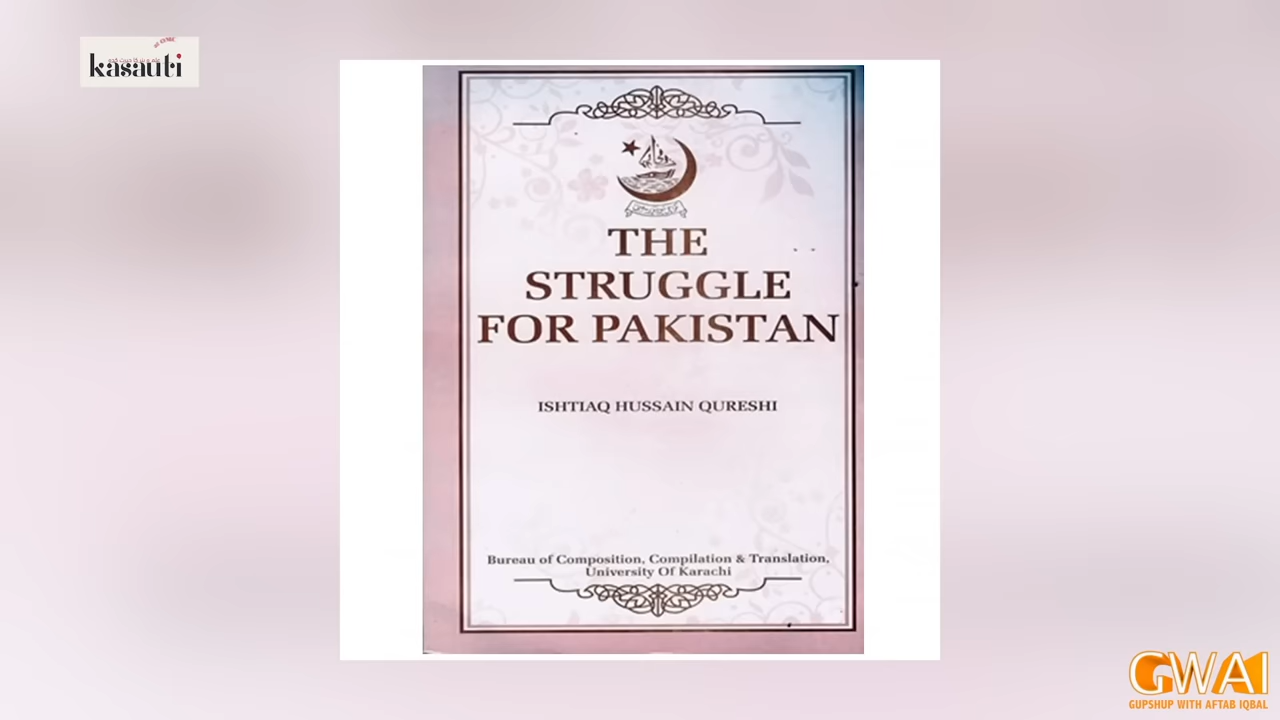 kasauti
THE
STRUGGLE
FOR PAKISTAN
ISHTIAQ HUSSAIN QURESHI
Bureau of Composition, Compilation & Translation,
University Of Karachi
GWAI
GUPSHUP WITH AFTAB IQBAL